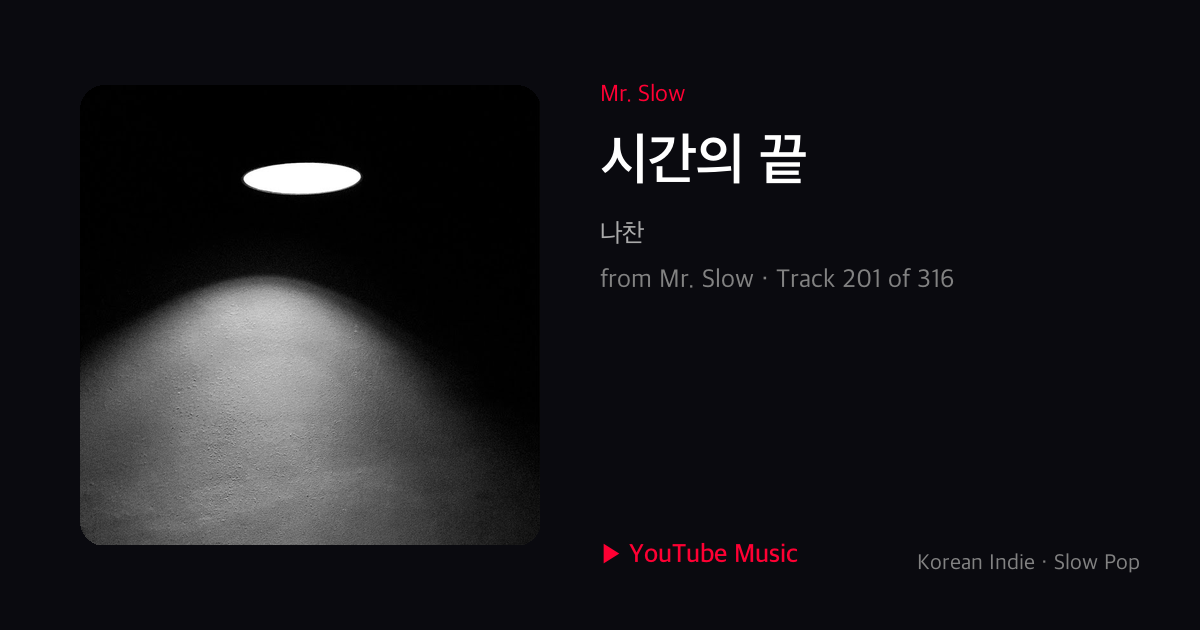 Mr. Slow
시간의 끝
나찬
from Mr. Slow · Track 201 of 316
YouTube Music
Korean Indie · Slow Pop